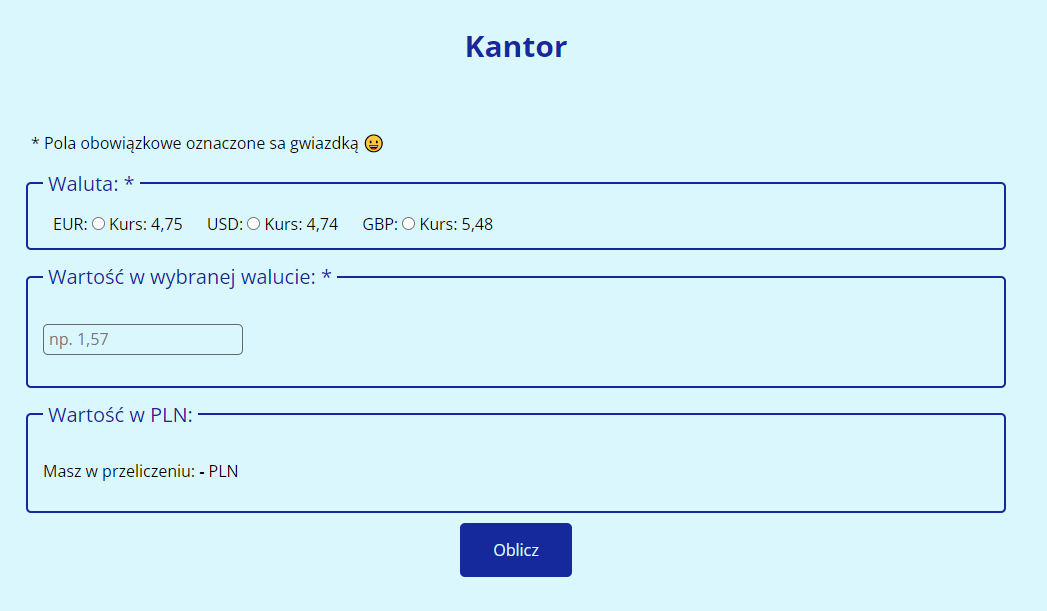 Kantor
* Pola obowiązkowe oznaczone sa gwiazdką 😀
Waluta: *
EUR: Kurs: 4,75 USD: Kurs: 4,74 GBP: Kurs: 5,48
Wartość w wybranej walucie: *
np. 1,57
Wartość w PLN:
Masz w przeliczeniu: - PLN
Oblicz